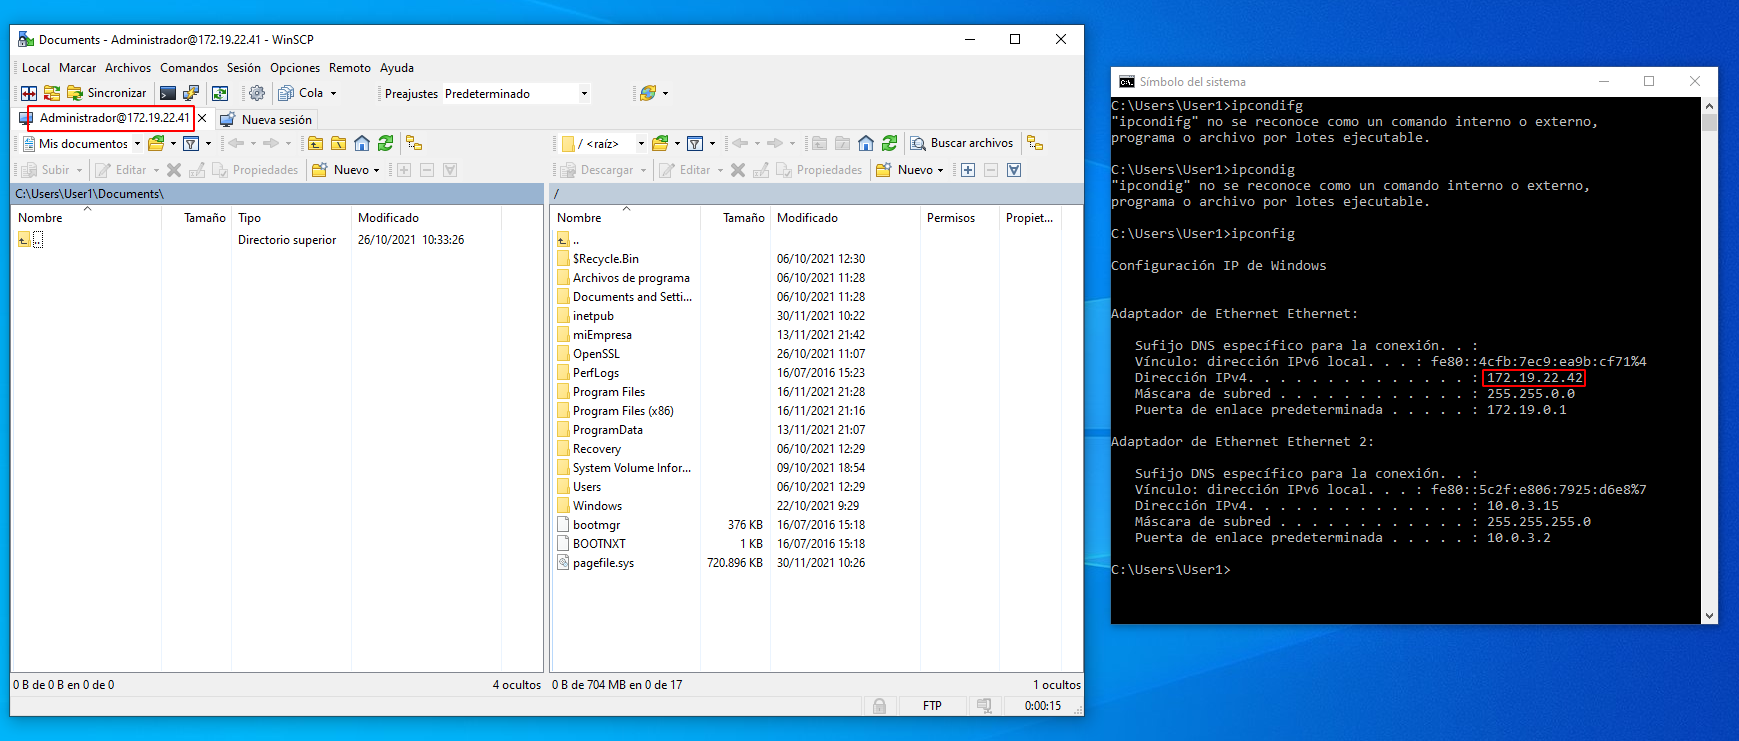 Documents - Administrador@172.19.22.41 - WinSCP
Local Marcar Archivos Comandos Sesión Opciones Remoto Ayuda
Sincronizar Cola Preajustes Predeterminado
Administrador@172.19.22.41 Nueva sesión
Mis documentos / <raíz> Buscar archivos
Subir Editar Propiedades Nuevo Descargar Editar Propiedades Nuevo
C:\Users\User1\Documents\
Nombre Tamaño Tipo Modificado
.. Directorio superior 26/10/2021 10:33:26
0 B de 0 B en 0 de 0 4 ocultos
/
Nombre Tamaño Modificado Permisos Propiet...
..
$Recycle.Bin 06/10/2021 12:30
Archivos de programa 06/10/2021 11:28
Documents and Setti... 06/10/2021 11:28
inetpub 30/11/2021 10:22
miEmpresa 13/11/2021 21:42
OpenSSL 26/10/2021 11:07
PerfLogs 16/07/2016 15:23
Program Files 16/11/2021 21:28
Program Files (x86) 16/11/2021 21:16
ProgramData 13/11/2021 21:07
Recovery 06/10/2021 12:29
System Volume Infor... 09/10/2021 18:54
Users 06/10/2021 12:29
Windows 22/10/2021 9:29
bootmgr 376 KB 16/07/2016 15:18
BOOTNXT 1 KB 16/07/2016 15:18
pagefile.sys 720.896 KB 30/11/2021 10:26
0 B de 704 MB en 0 de 17 1 ocultos
FTP 0:00:15
Símbolo del sistema
C:\Users\User1>ipcondifg
"ipcondifg" no se reconoce como un comando interno o externo,
programa o archivo por lotes ejecutable.
C:\Users\User1>ipcondig
"ipcondig" no se reconoce como un comando interno o externo,
programa o archivo por lotes ejecutable.
C:\Users\User1>ipconfig
Configuración IP de Windows
Adaptador de Ethernet Ethernet:
Sufijo DNS específico para la conexión. . :
Vínculo: dirección IPv6 local. . . : fe80::4cfb:7ec9:ea9b:cf71%4
Dirección IPv4. . . . . . . . . . . . . . : 172.19.22.42
Máscara de subred . . . . . . . . . . . . : 255.255.0.0
Puerta de enlace predeterminada . . . . . : 172.19.0.1
Adaptador de Ethernet Ethernet 2:
Sufijo DNS específico para la conexión. . :
Vínculo: dirección IPv6 local. . . : fe80::5c2f:e806:7925:d6e8%7
Dirección IPv4. . . . . . . . . . . . . . : 10.0.3.15
Máscara de subred . . . . . . . . . . . . : 255.255.255.0
Puerta de enlace predeterminada . . . . . : 10.0.3.2
C:\Users\User1>